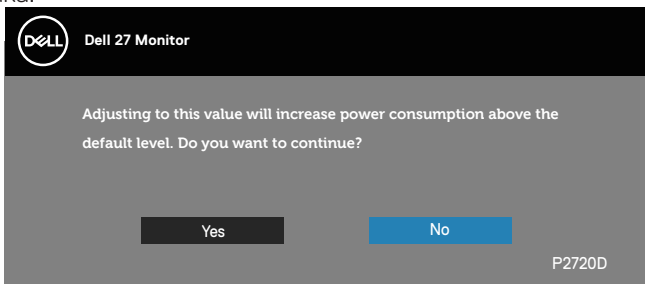 DELL
Dell 27 Monitor
Adjusting to this value will increase power consumption above the
default level. Do you want to continue?
Yes
No
P2720D